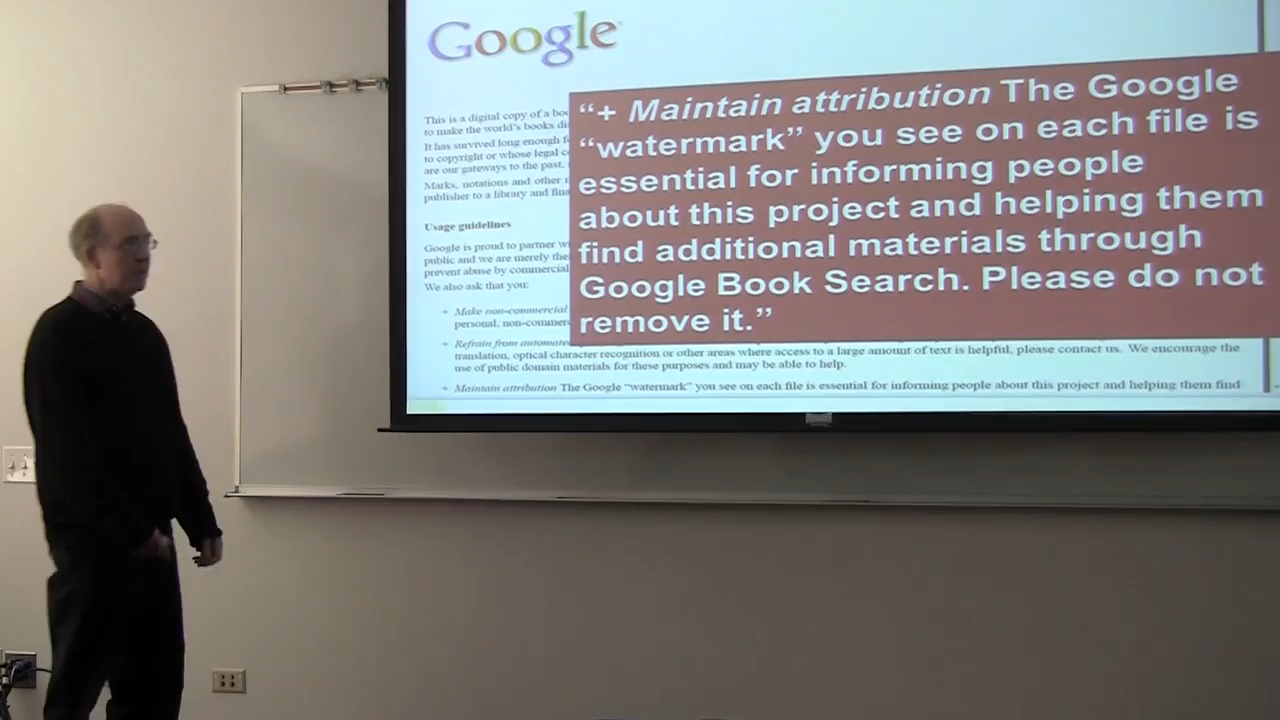 Google
This is a digital copy of a
to make the world's books
It has survived long enough
to copyright or whose legal
are our gateways to the past,
Marks, notations and other
publisher to a library and
Usage guidelines
Google is proud to partner
public and we are merely
prevent abuse by commercial
We also ask that you:
+ Make non-commercial
personal,
+ Refrain from
“+ Maintain attribution The Google
“watermark” you see on each file is
essential for informing people
about this project and helping them
find additional materials through
Google Book Search. Please do not
remove it.”
translation, optical character recognition or other areas where access to a large amount of text is helpful, please contact us. We encourage the
use of public domain materials for these purposes and may be able to help.
+ Maintain attribution The Google “watermark” you see on each file is essential for informing people about this project and helping them find